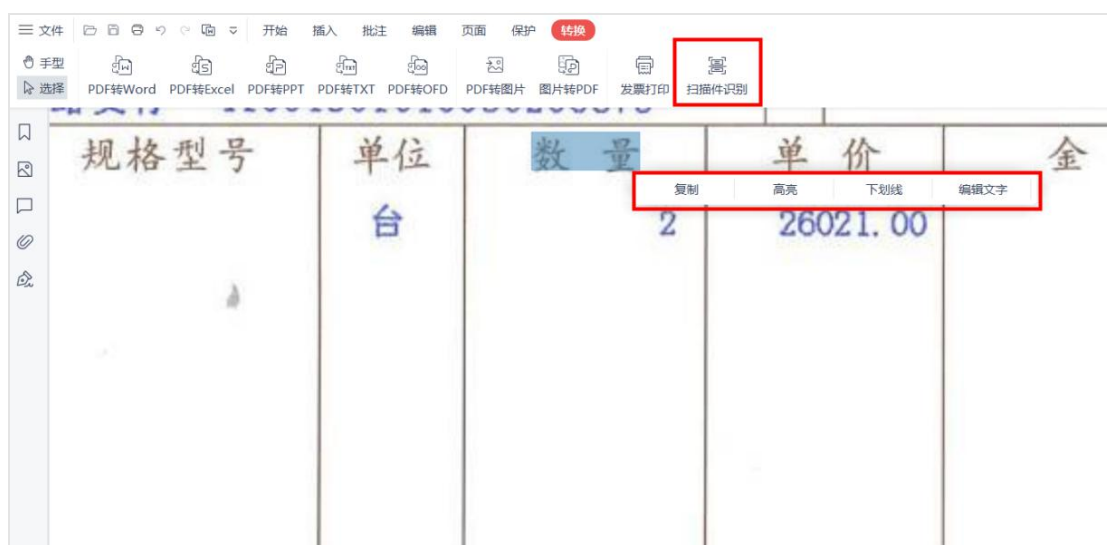 文件 开始 插入 批注 编辑 页面 保护 转换
手型
选择 PDF转Word PDF转Excel PDF转PPT PDF转TXT PDF转OFD PDF转图片 图片转PDF 发票打印 扫描件识别
规格型号 单位 数量 单价 金
复制 高亮 下划线 编辑文字
台 2 26021.00